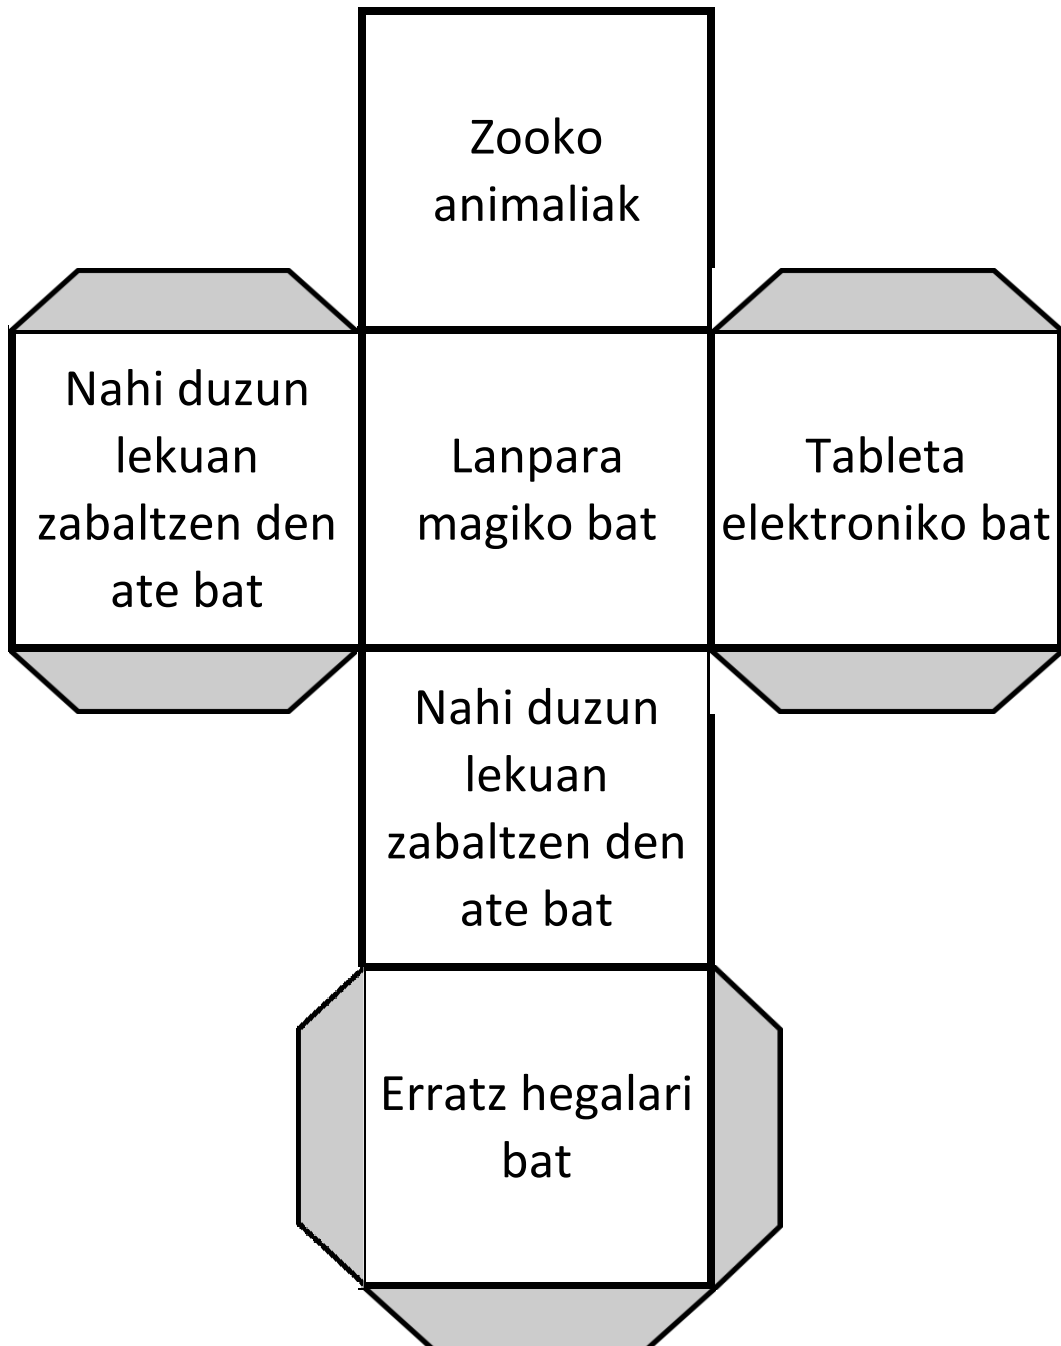 Zooko
animaliak
Nahi duzun
lekuan
zabaltzen den
ate bat
Lanpara
magiko bat
Tableta
elektroniko bat
Nahi duzun
lekuan
zabaltzen den
ate bat
Erratz hegalari
bat